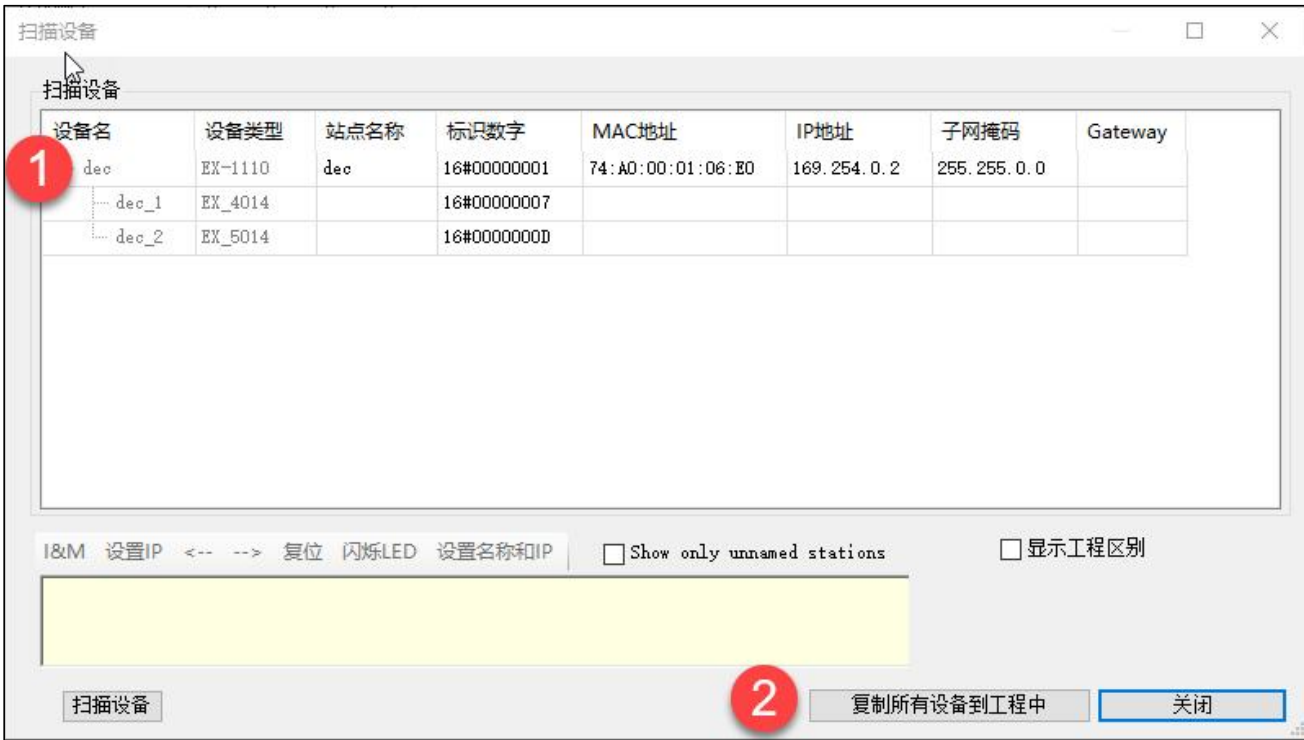 扫描设备
扫描设备
设备名 设备类型 站点名称 标识数字 MAC地址 IP地址 子网掩码 Gateway
1
dec EX-1110 dec 16#00000001 74:A0:00:01:06:E0 169.254.0.2 255.255.0.0
dec_1 EX_4014 16#00000007
dec_2 EX_5014 16#0000000D
I&M 设置IP <-- --> 复位 闪烁LED 设置名称和IP Show only unnamed stations 显示工程区别
扫描设备 2 复制所有设备到工程中 关闭